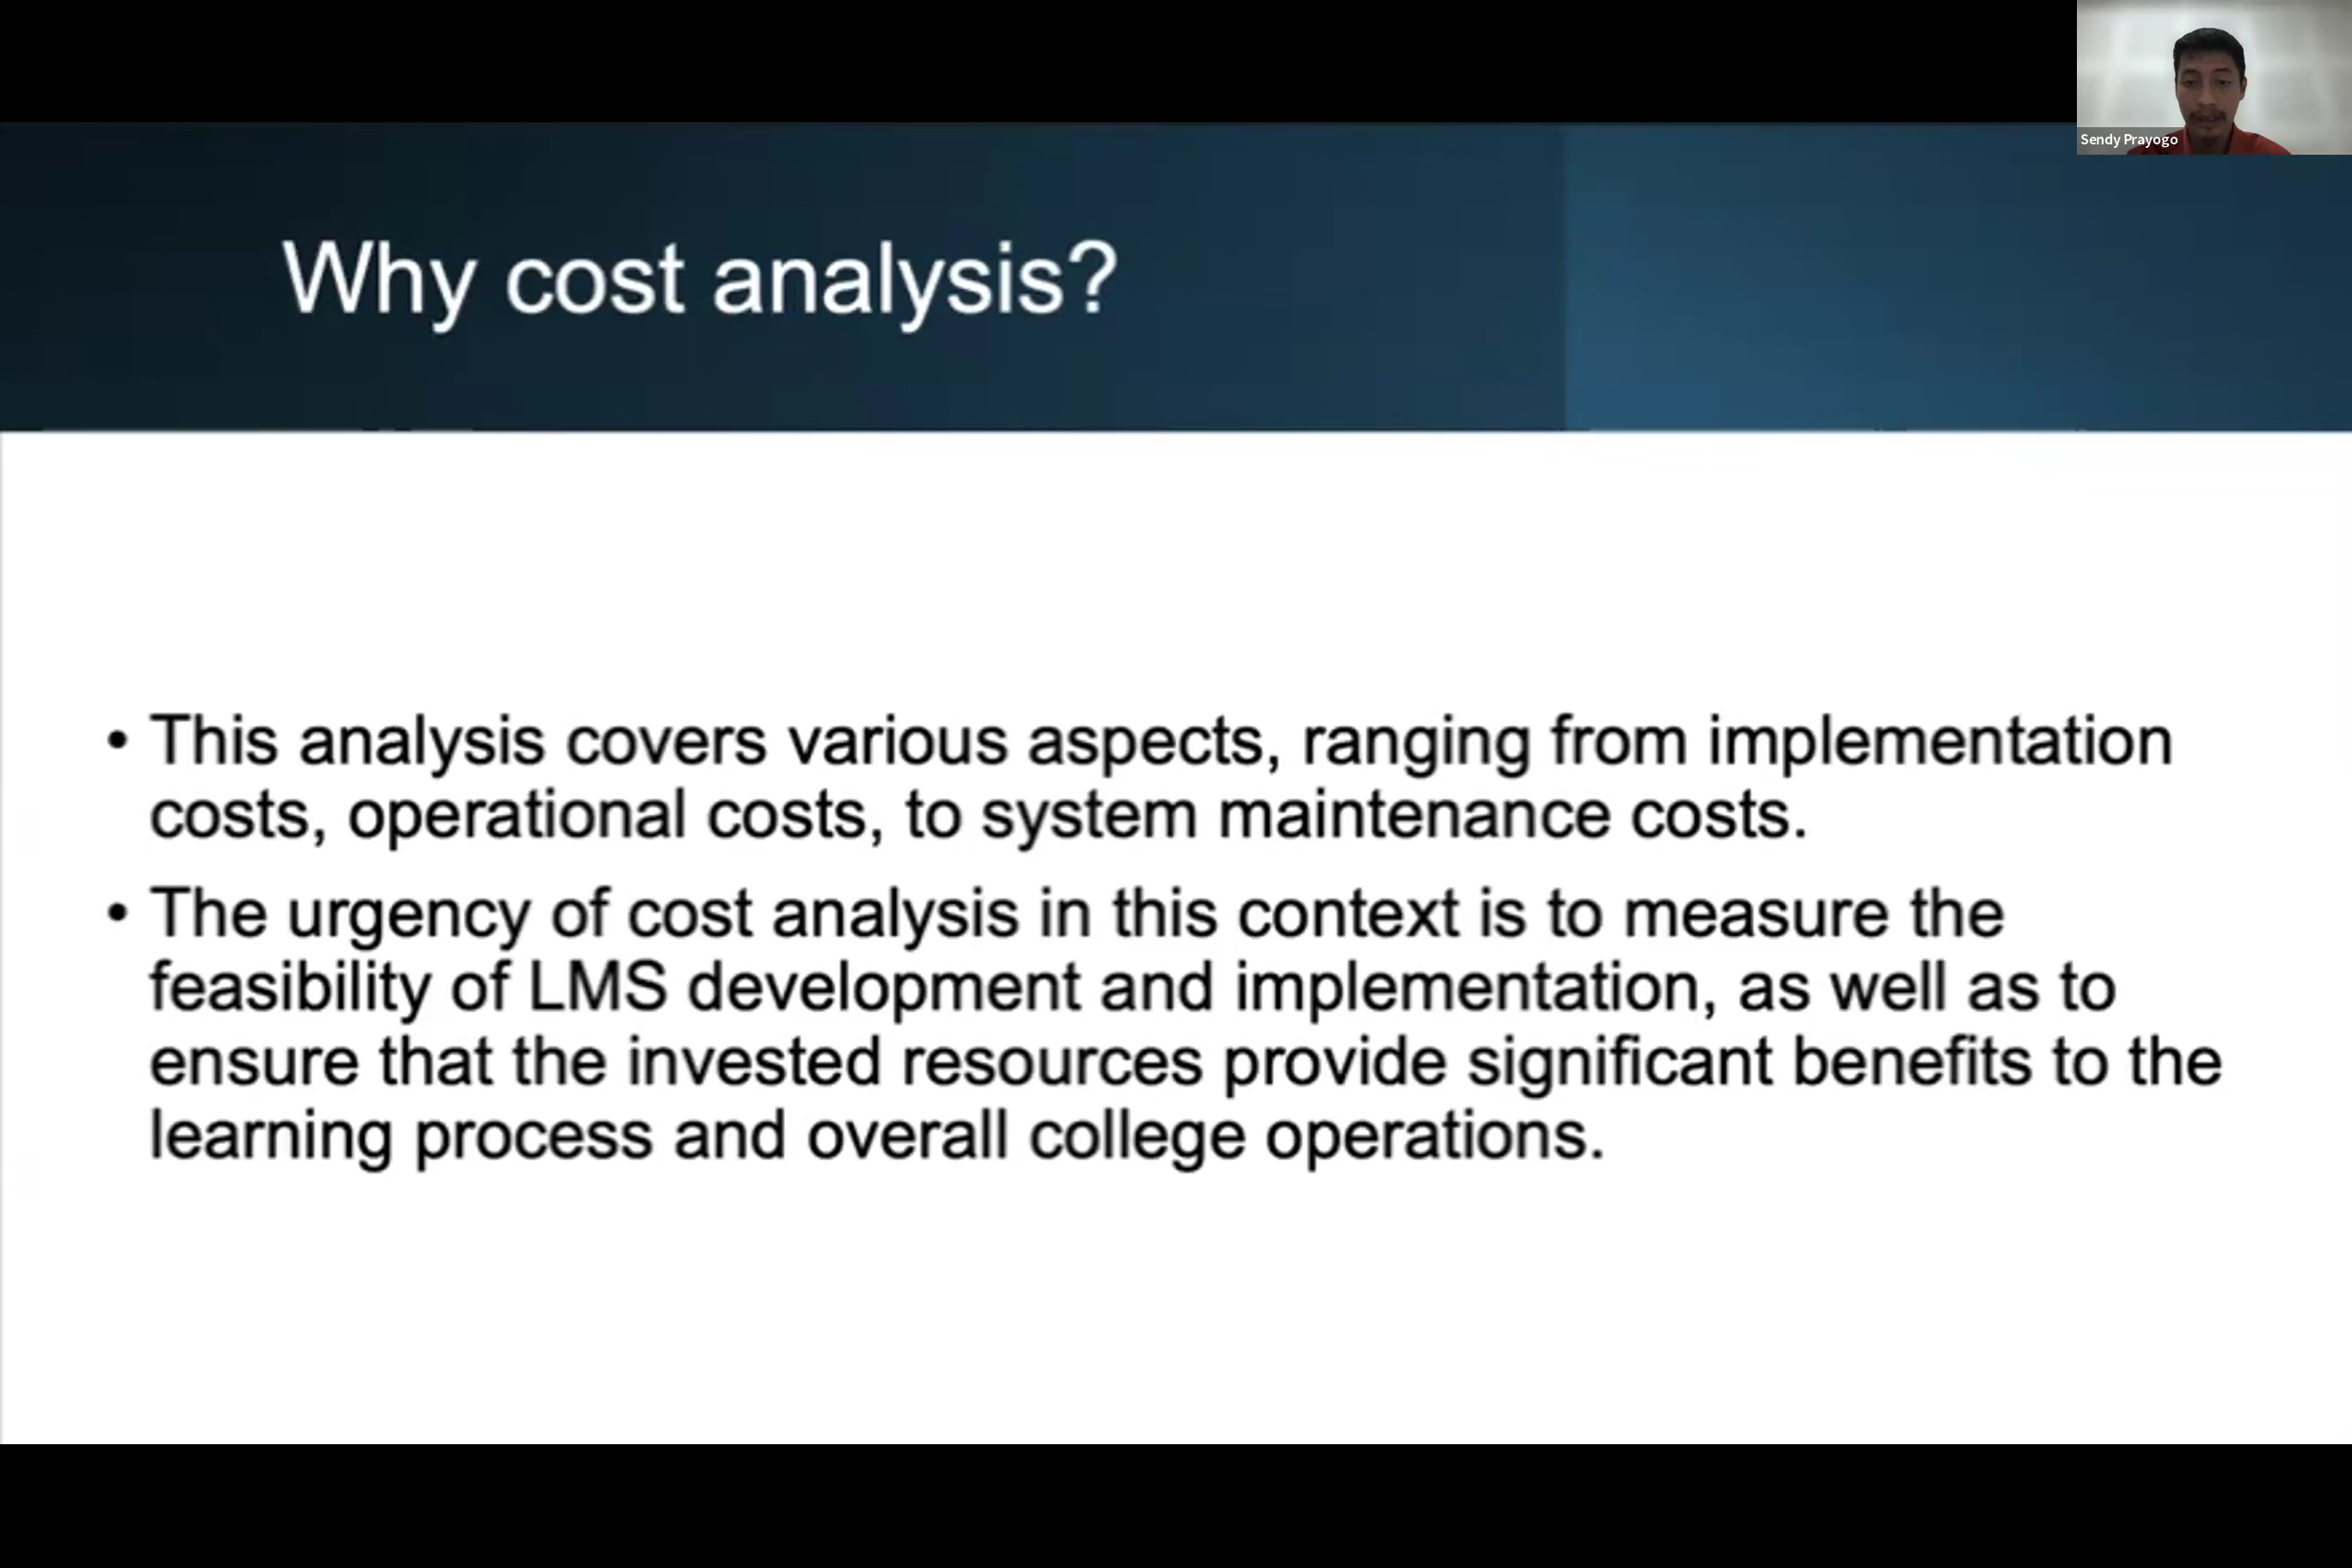 Sendy Prayogo
Why cost analysis?
• This analysis covers various aspects, ranging from implementation
costs, operational costs, to system maintenance costs.
• The urgency of cost analysis in this context is to measure the
feasibility of LMS development and implementation, as well as to
ensure that the invested resources provide significant benefits to the
learning process and overall college operations.